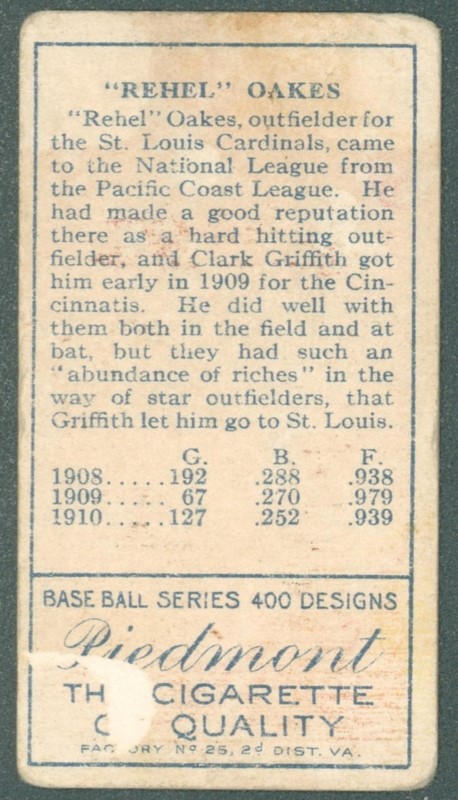 "REHEL" OAKES
"Rehel" Oakes, outfielder for
the St. Louis Cardinals, came
to the National League from
the Pacific Coast League. He
had made a good reputation
there as a hard hitting out-
fielder, and Clark Griffith got
him early in 1909 for the Cin-
cinnatis. He did well with
them both in the field and at
bat, but they had such an
"abundance of riches" in the
way of star outfielders, that
Griffith let him go to St. Louis.
G. B. F.
1908.....192 .288 .938
1909.....67 .270 .979
1910.....127 .252 .939
BASE BALL SERIES 400 DESIGNS
Piedmont
TH CIGARETTE
QUALITY
FAC ORY Nº 25, 2d DIST. VA.